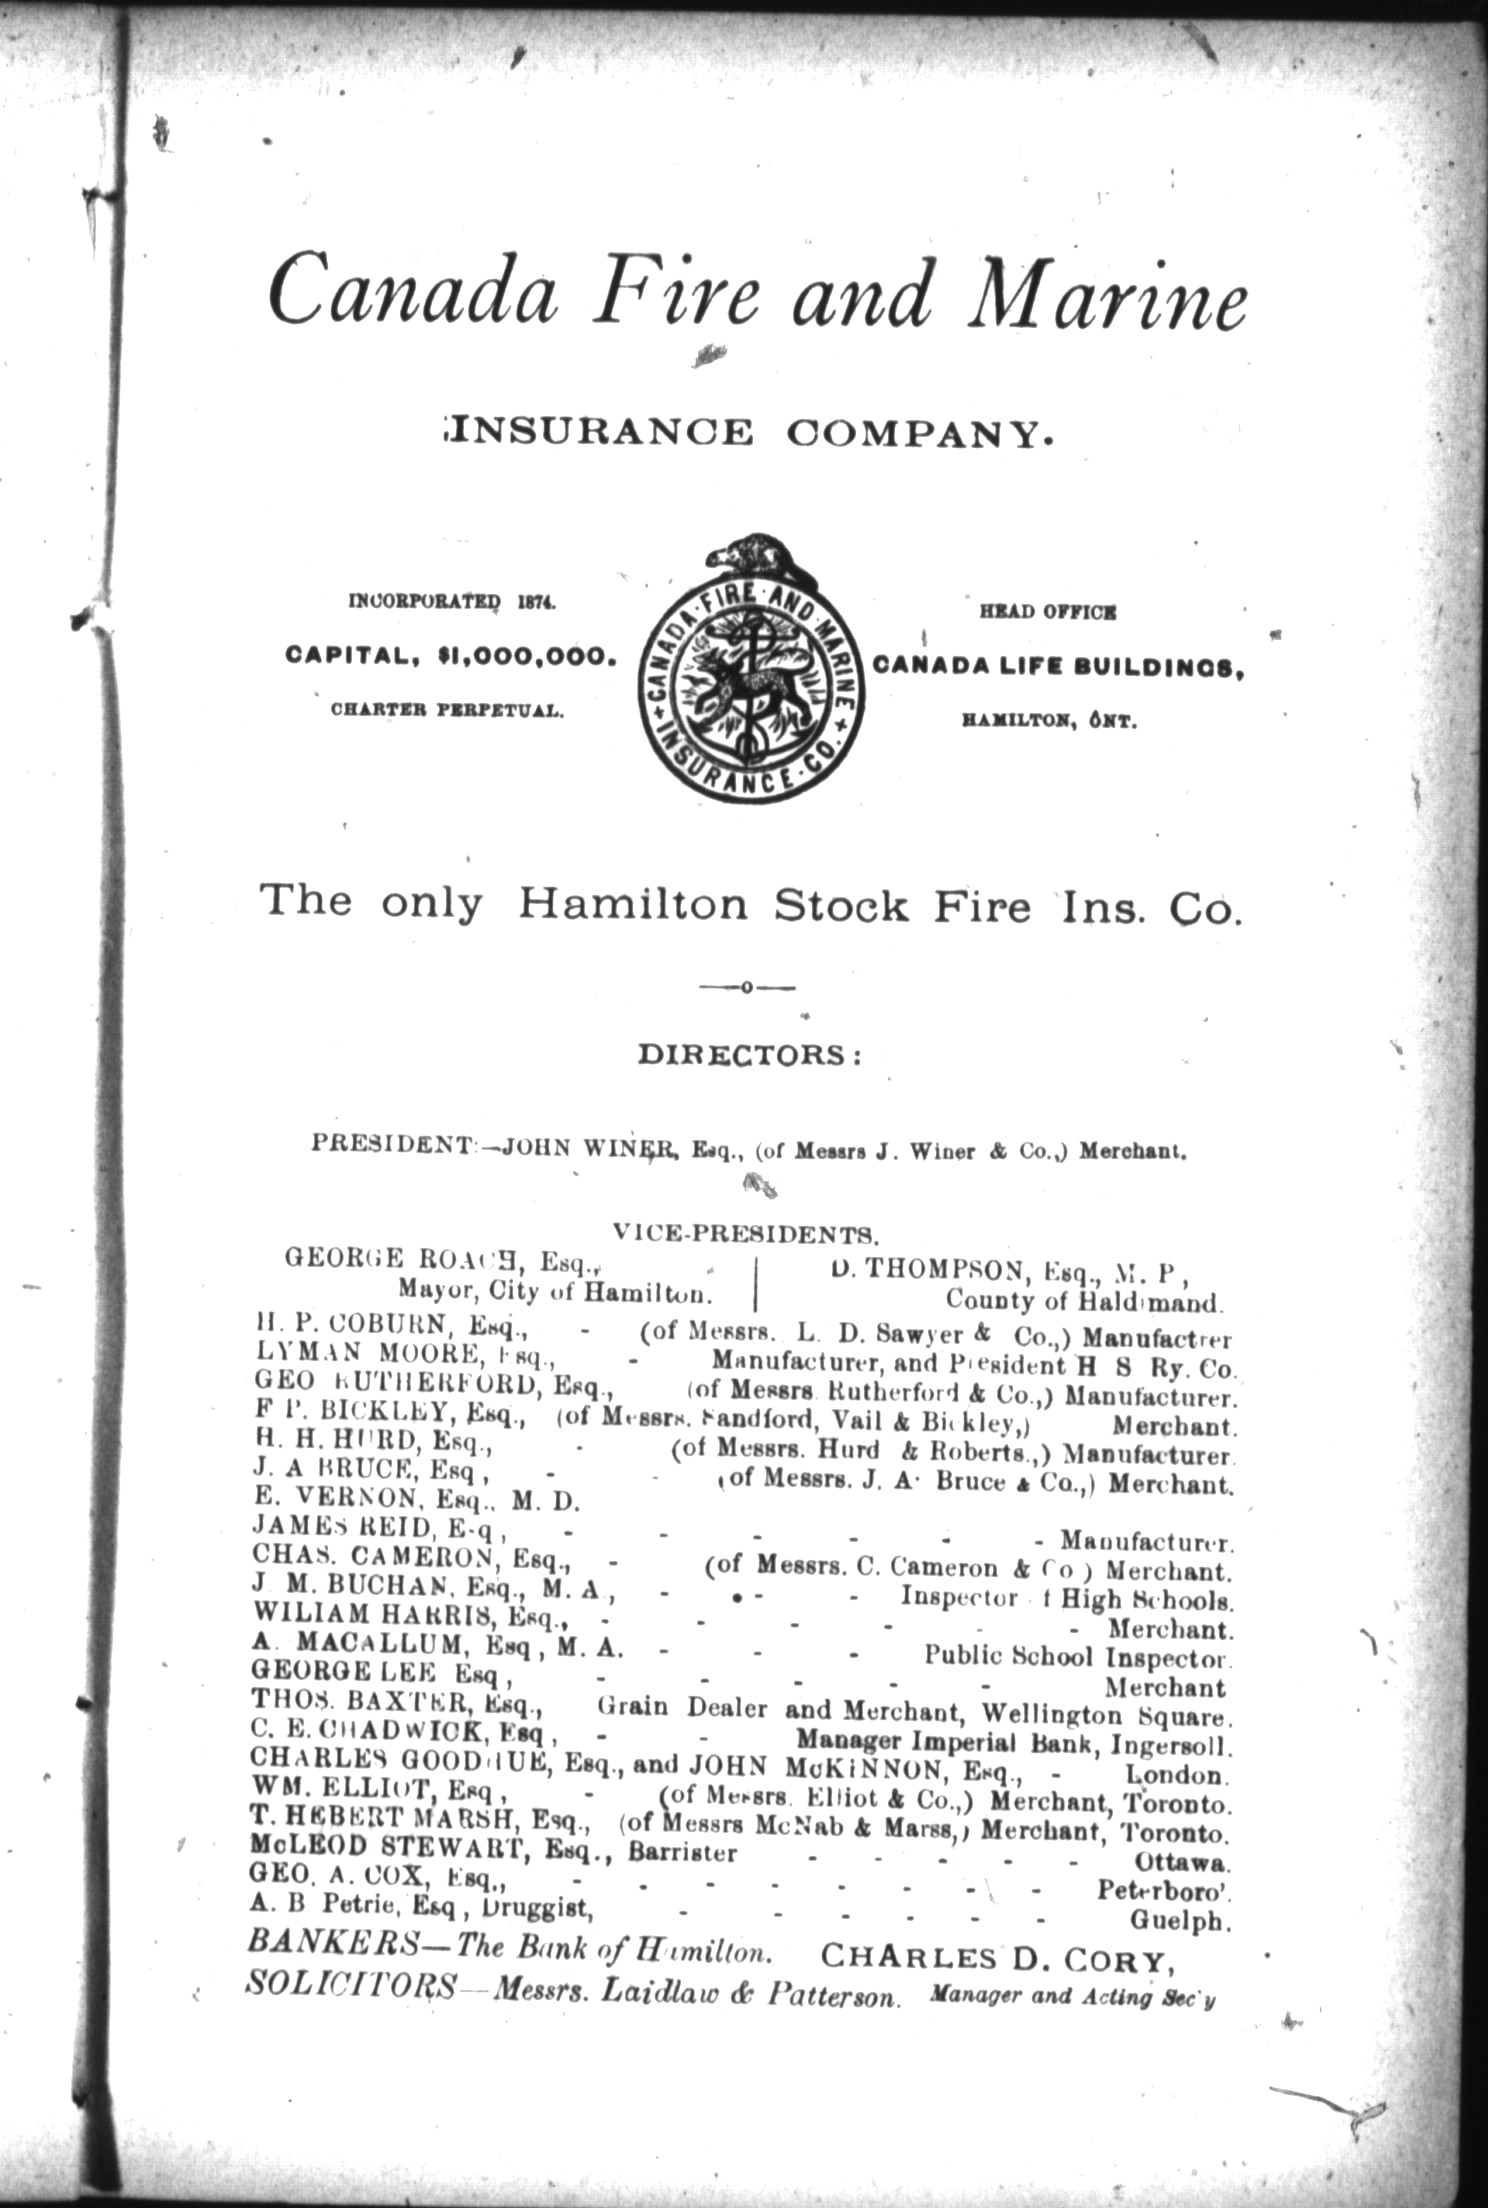 Canada Fire and Marine
INSURANCE COMPANY.
INCORPORATED 1874.
CAPITAL, $1,000,000.
CHARTER PERPETUAL.
CANADA · FIRE · AND · MARINE + INSURANCE · CO. +
HEAD OFFICE
CANADA LIFE BUILDINGS,
HAMILTON, ONT.
The only Hamilton Stock Fire Ins. Co.
—o—
DIRECTORS:
PRESIDENT:—JOHN WINER, Esq., (of Messrs J. Winer & Co.,) Merchant.
VICE-PRESIDENTS.
GEORGE ROACH, Esq.,
Mayor, City of Hamilton.
D. THOMPSON, Esq., M. P,
County of Haldimand.
H. P. COBURN, Esq., - (of Messrs. L. D. Sawyer & Co.,) Manufactrer
LYMAN MOORE, Esq., - Manufacturer, and President H S Ry. Co.
GEO RUTHERFORD, Esq., (of Messrs. Rutherford & Co.,) Manufacturer.
F P. BICKLEY, Esq., (of Messrs. Sandford, Vail & Bickley,) Merchant.
H. H. HURD, Esq., - (of Messrs. Hurd & Roberts.,) Manufacturer.
J. A BRUCE, Esq, - - (of Messrs. J. A. Bruce & Co.,) Merchant.
E. VERNON, Esq., M. D.
JAMES REID, Esq, - - - - - - Manufacturer.
CHAS. CAMERON, Esq., - (of Messrs. C. Cameron & Co) Merchant.
J M. BUCHAN, Esq., M. A, - - - Inspector of High Schools.
WILIAM HARRIS, Esq., - - - - - - Merchant.
A. MACALLUM, Esq, M. A. - - - Public School Inspector.
GEORGE LEE Esq, - - - - - Merchant
THOS. BAXTER, Esq., Grain Dealer and Merchant, Wellington Square.
C. E. CHADWICK, Esq, - - Manager Imperial Bank, Ingersoll.
CHARLES GOODHUE, Esq., and JOHN McKINNON, Esq., - London.
WM. ELLIOT, Esq, - (of Messrs. Elliot & Co.,) Merchant, Toronto.
T. HEBERT MARSH, Esq., (of Messrs McNab & Marss,) Merchant, Toronto.
McLEOD STEWART, Esq., Barrister - - - - - Ottawa.
GEO. A. COX, Esq., - - - - - - - - Peterboro'.
A. B Petrie, Esq, Druggist, - - - - - - Guelph.
BANKERS—The Bank of Hamilton.
SOLICITORS—Messrs. Laidlaw & Patterson.
CHARLES D. CORY,
Manager and Acting Sec'y